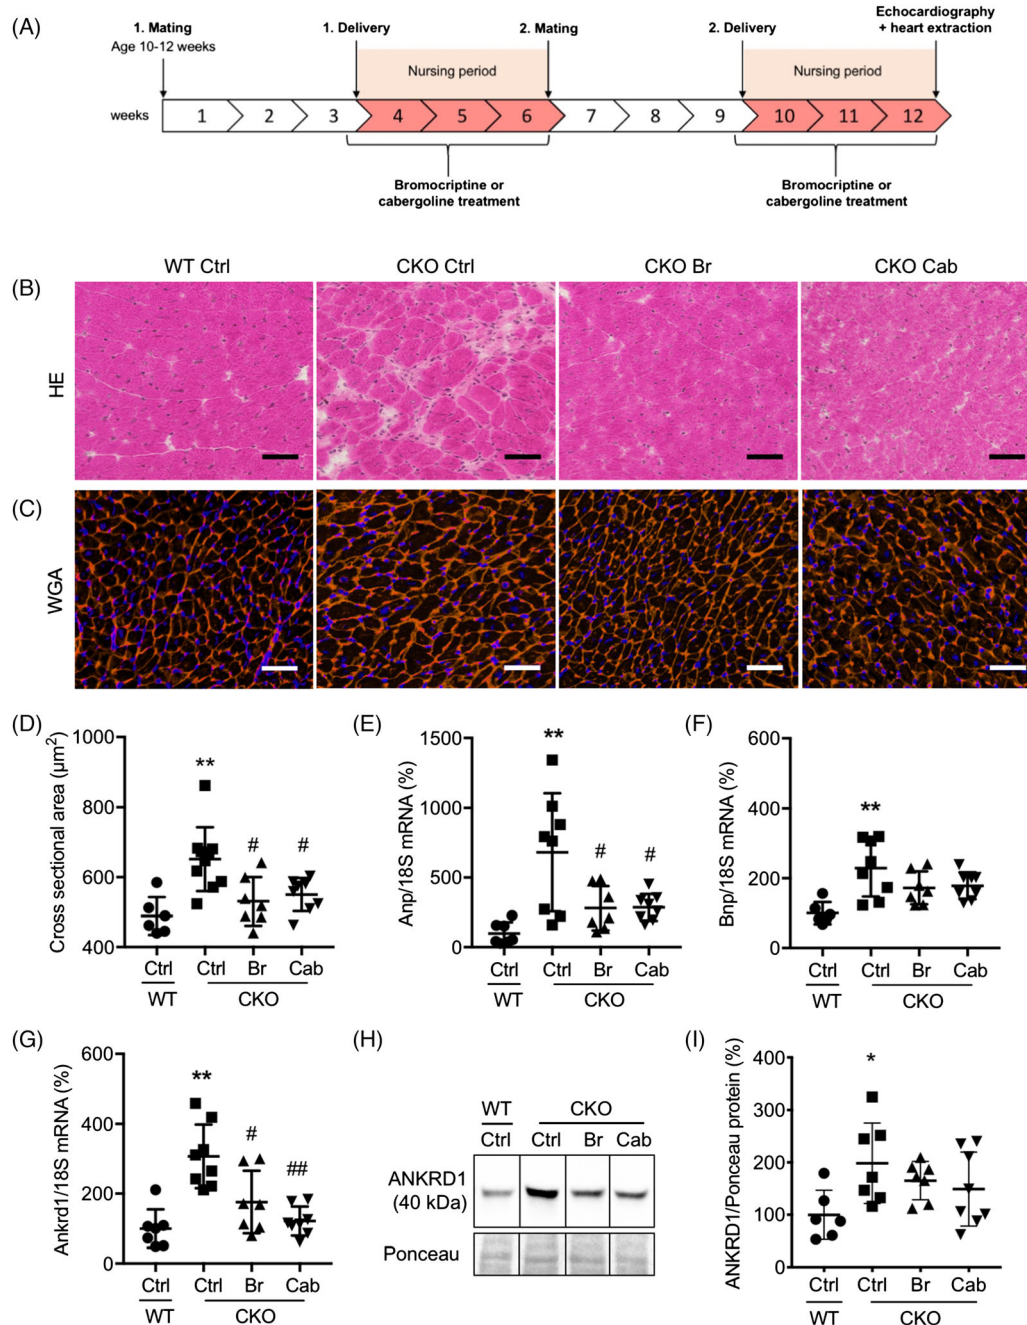 (A)
1. Mating
Age 10-12 weeks
1. Delivery
2. Mating
2. Delivery
Echocardiography
+ heart extraction
Nursing period
Nursing period
weeks
1 2 3 4 5 6 7 8 9 10 11 12
Bromocriptine or
cabergoline treatment
Bromocriptine or
cabergoline treatment
WT Ctrl CKO Ctrl CKO Br CKO Cab
(B)
HE
(C)
WGA
(D)
Cross sectional area (µm²)
1000
800
600
400
**
#
#
Ctrl Ctrl Br Cab
WT CKO
(E)
Anp/18S mRNA (%)
1500
1000
500
0
**
#
#
Ctrl Ctrl Br Cab
WT CKO
(F)
Bnp/18S mRNA (%)
600
400
200
0
**
Ctrl Ctrl Br Cab
WT CKO
(G)
Ankrd1/18S mRNA (%)
600
400
200
0
**
#
##
Ctrl Ctrl Br Cab
WT CKO
(H)
WT CKO
Ctrl Ctrl Br Cab
ANKRD1
(40 kDa)
Ponceau
(I)
ANKRD1/Ponceau protein (%)
400
300
200
100
0
*
Ctrl Ctrl Br Cab
WT CKO